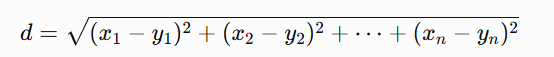 d = √(x₁ − y₁)² + (x₂ − y₂)² + ⋯ + (xₙ − yₙ)²